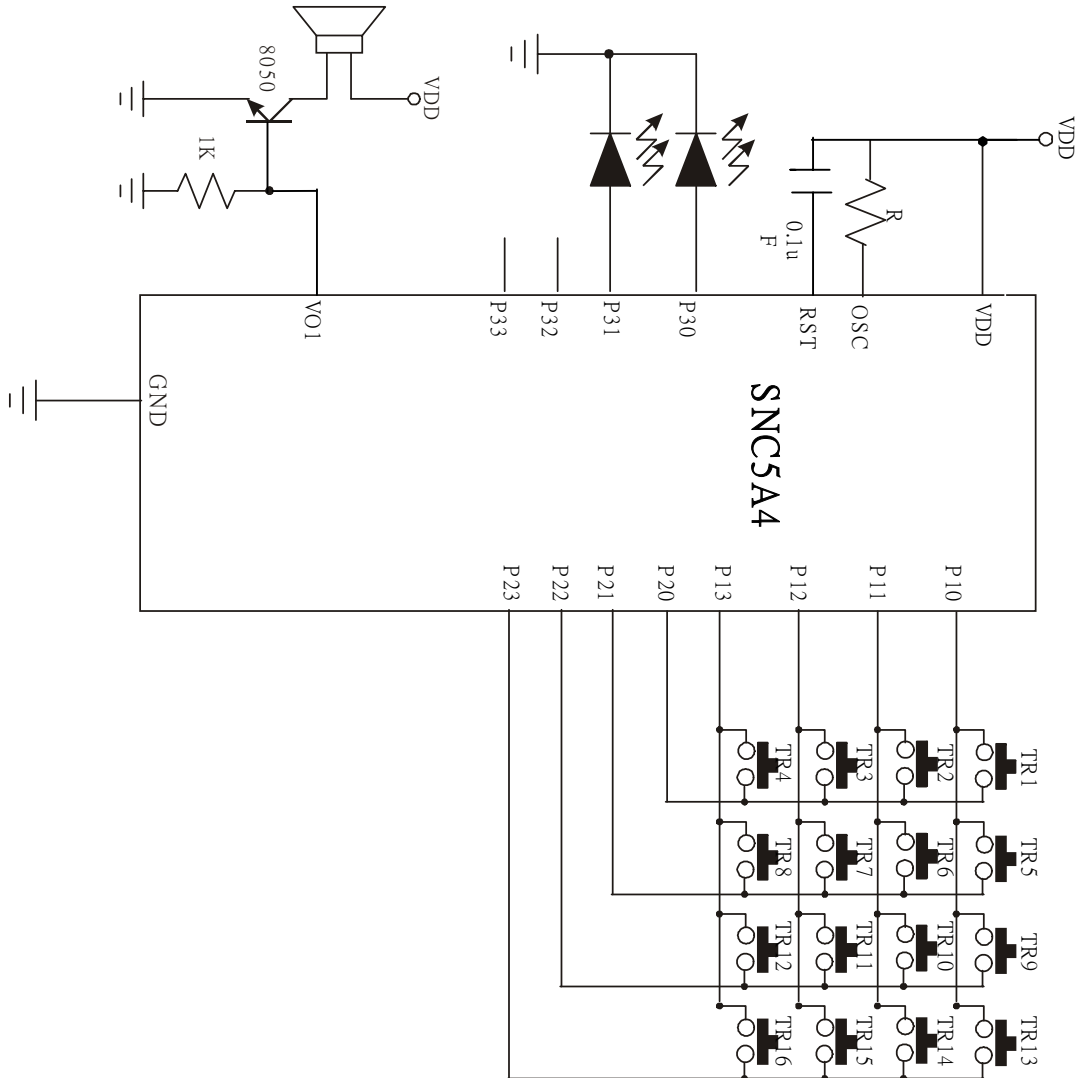 VDD
8050
VDD
1K
R
0.1u
F
VO1
P33
P32
P31
P30
RST
OSC
VDD
GND
SNC5A4
P23
P22
P21
P20
P13
P12
P11
P10
TR4
TR3
TR2
TR1
TR8
TR7
TR6
TR5
TR12
TR11
TR10
TR9
TR16
TR15
TR14
TR13